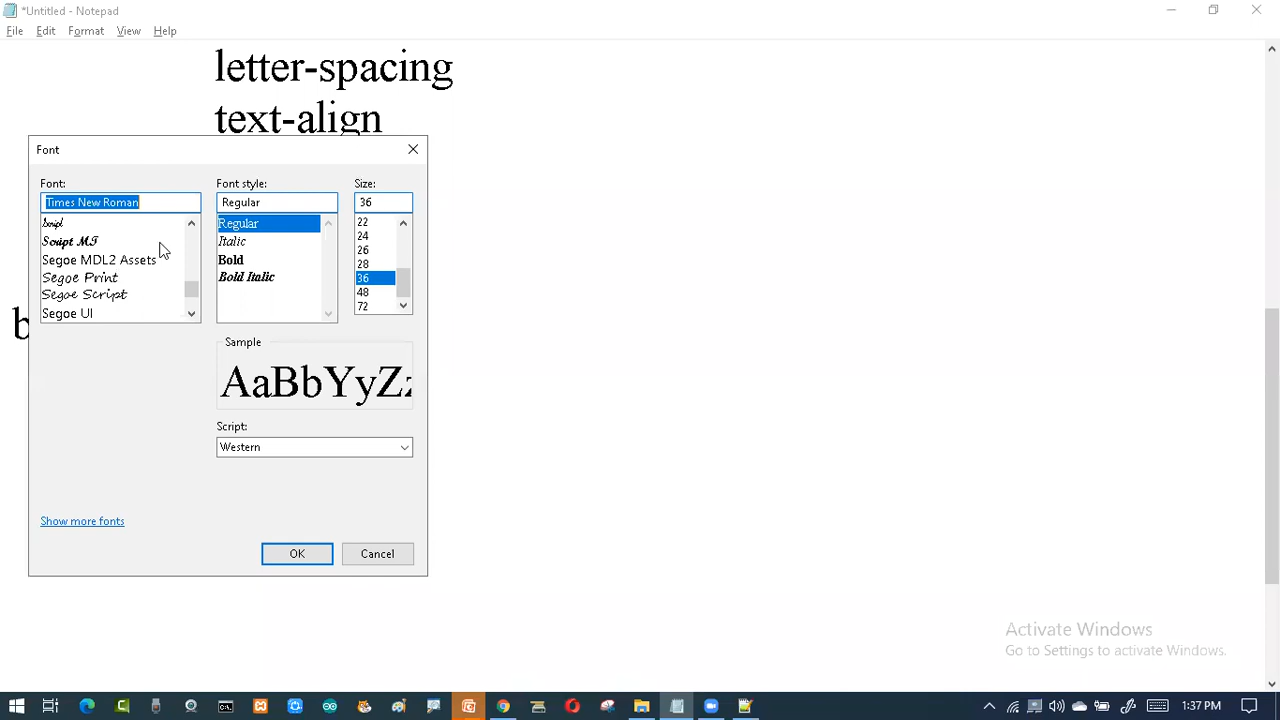 *Untitled - Notepad
File Edit Format View Help
letter-spacing
text-align
Font
Font: Font style: Size:
Times New Roman Regular 36
Script
Script MT
Segoe MDL2 Assets
Segoe Print
Segoe Script
Segoe UI
Regular
Italic
Bold
Bold Italic
22
24
26
28
36
48
72
b
Sample
AaBbYyZz
Script:
Western
Show more fonts
OK Cancel
Activate Windows
Go to Settings to activate Windows.
1:37 PM